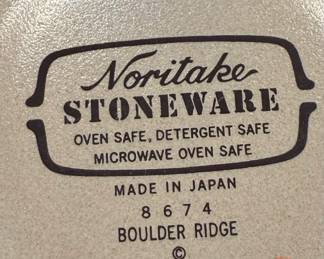 Noritake
STONEWARE
OVEN SAFE, DETERGENT SAFE
MICROWAVE OVEN SAFE
MADE IN JAPAN
8674
BOULDER RIDGE
©